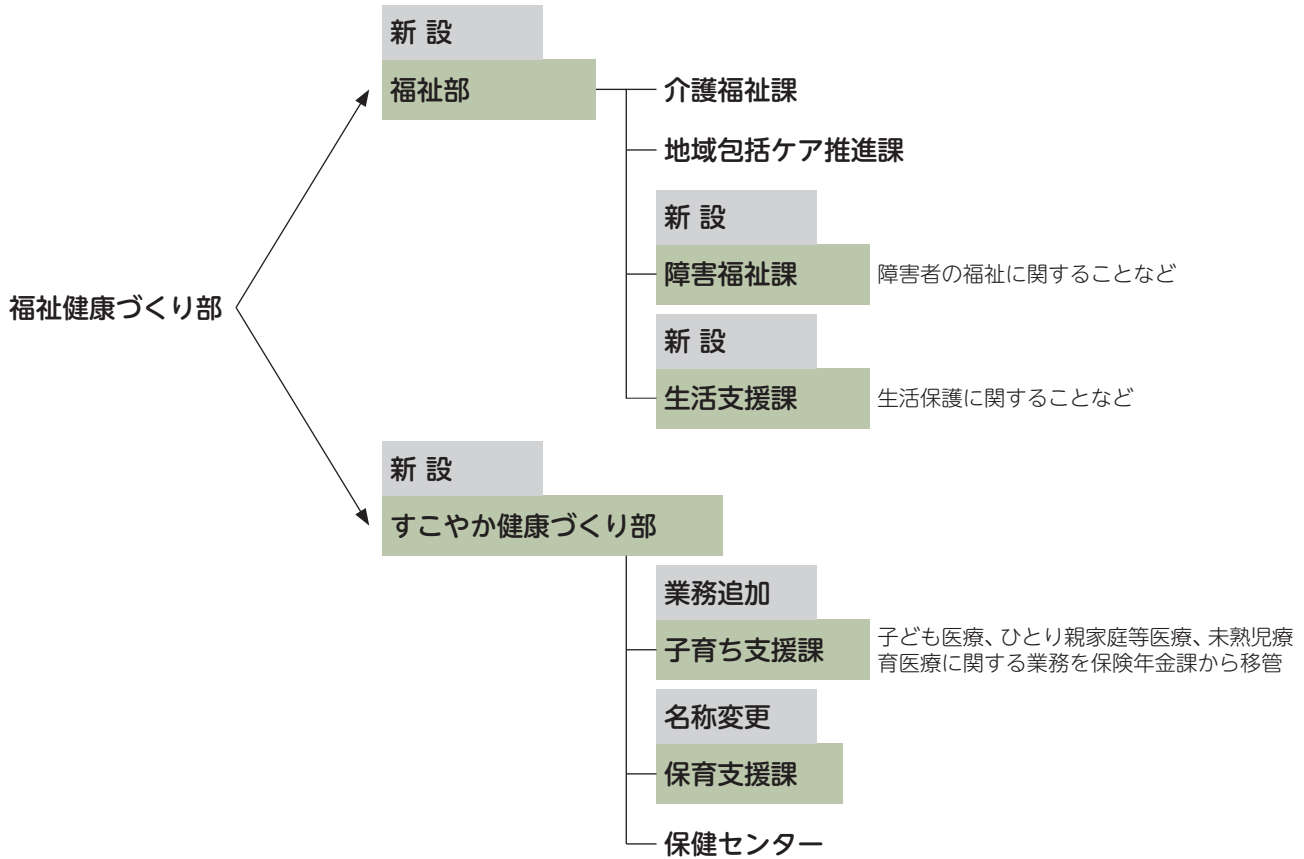 福祉健康づくり部
新 設
福祉部
介護福祉課
地域包括ケア推進課
新 設
障害福祉課
障害者の福祉に関することなど
新 設
生活支援課
生活保護に関することなど
新 設
すこやか健康づくり部
業務追加
子育ち支援課
子ども医療、ひとり親家庭等医療、未熟児療
育医療に関する業務を保険年金課から移管
名称変更
保育支援課
保健センター